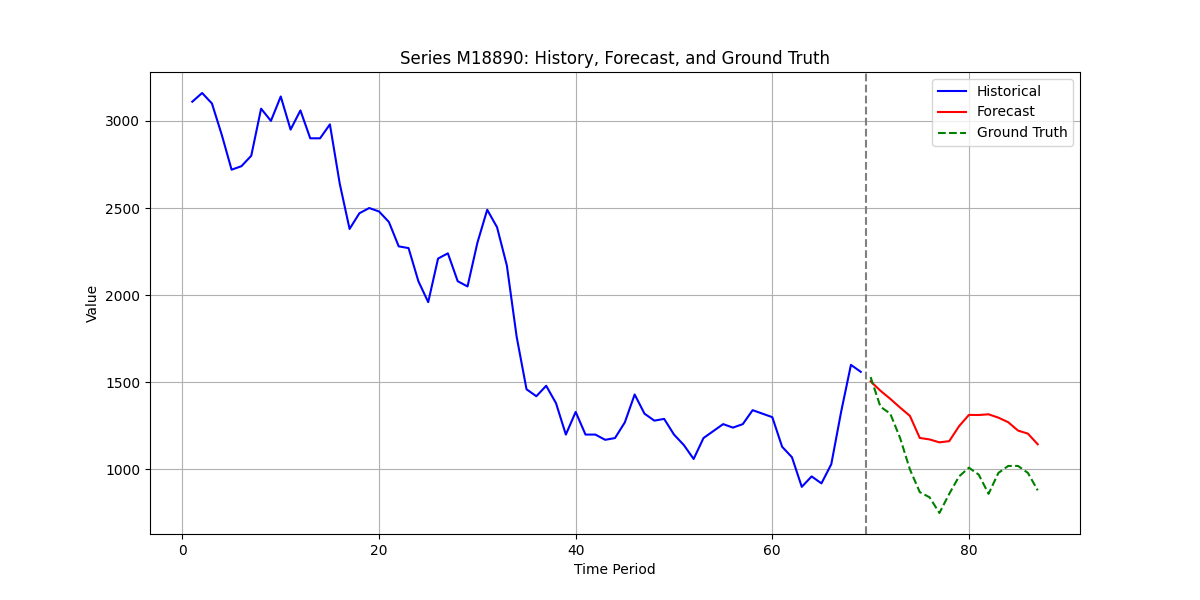 Series M18890: History, Forecast, and Ground Truth
Historical
Forecast
Ground Truth
3000
2500
2000
1500
1000
Value
0
20
40
60
80
Time Period